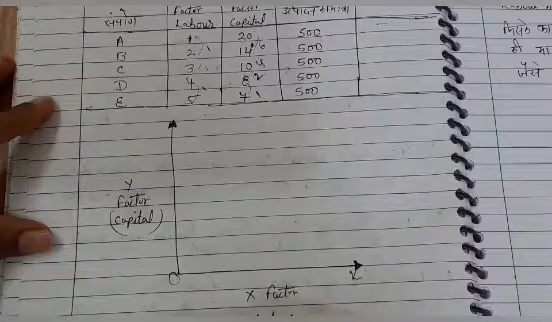 संयोग Factor Labour Factor Capital उत्पादन मात्रा
A 1 20 500
B 2 14 500
C 3 10 500
D 4 8 500
E 5 7 500
Y
Factor
(Capital)
O X
X Factor
जैसे